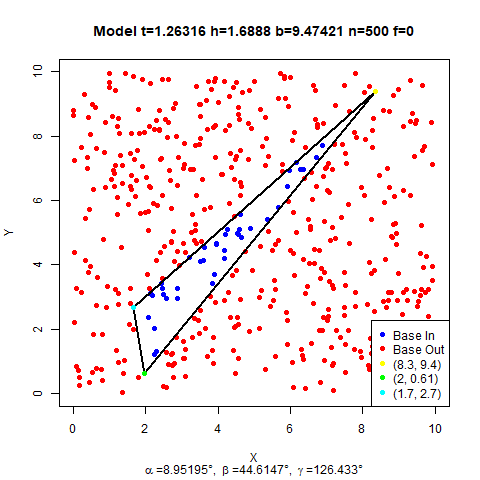 Model t=1.26316 h=1.6888 b=9.47421 n=500 f=0
10
8
6
4
2
0
Y
Base In
Base Out
(8.3, 9.4)
(2, 0.61)
(1.7, 2.7)
0 2 4 6 8 10
X
α=8.95195°, β=44.6147°, γ=126.433°